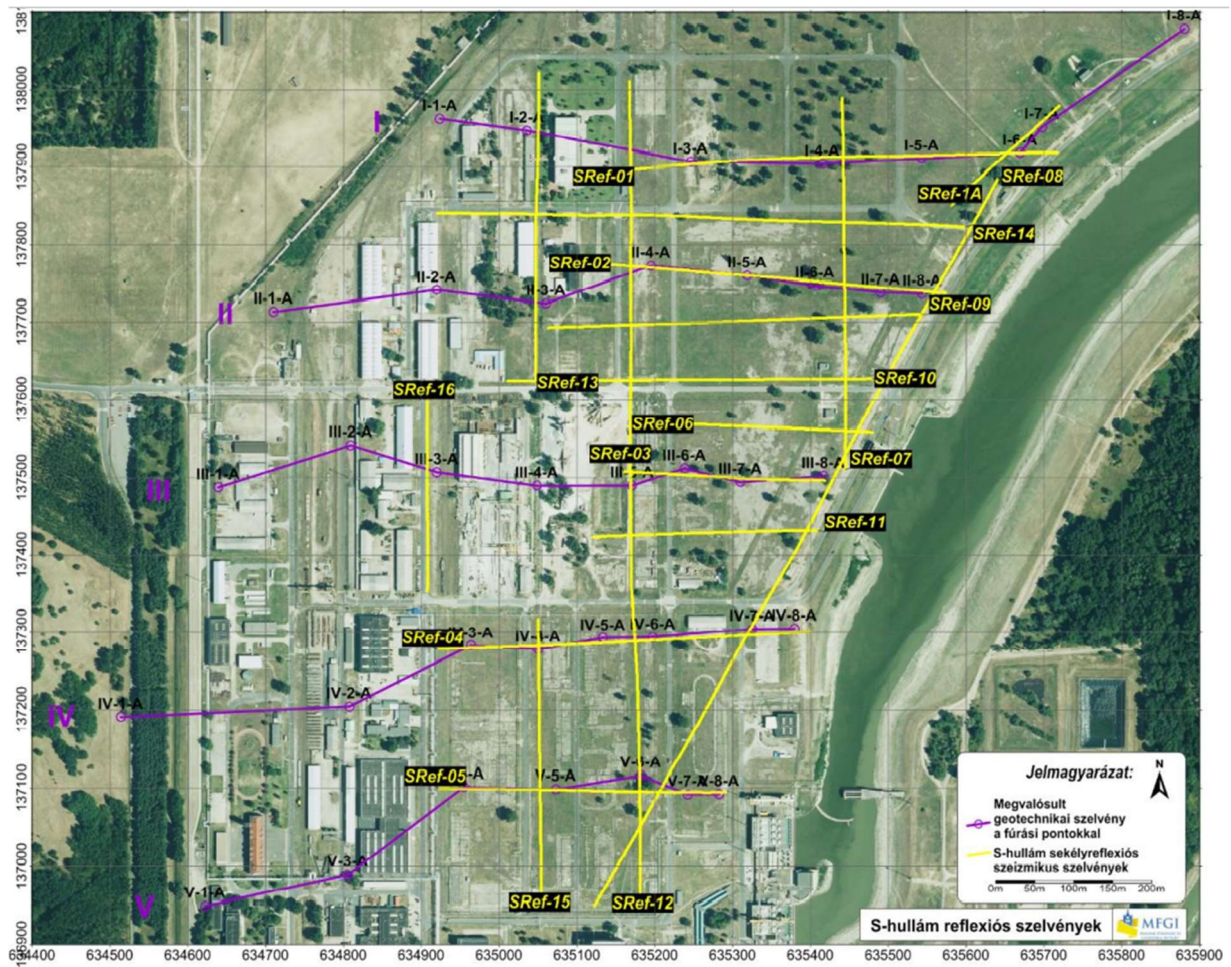 138000
137900
137800
137700
137600
137500
137400
137300
137200
137100
137000
136900
I
I-1-A
I-3-A
I-4-A
I-5-A
I-6-A
I-7-A
I-8-A
SRef-01
SRef-1A
SRef-08
SRef-14
II
II-1-A
II-2-A
II-3-A
II-4-A
II-5-A
II-6-A
II-7-A
II-8-A
SRef-02
SRef-09
SRef-16
SRef-13
SRef-10
SRef-06
SRef-03
SRef-07
III
III-1-A
III-2-A
III-3-A
III-4-A
III-6-A
III-7-A
III-8-A
SRef-11
IV
IV-1-A
IV-2-A
IV-5-A
IV-6-A
IV-7-A
IV-8-A
SRef-04
V
V-1-A
V-3-A
V-5-A
V-7-A
V-8-A
SRef-05
SRef-15
SRef-12
Jelmagyarázat:
N
Megvalósult
geotechnikai szelvény
a fúrási pontokkal
S-hullám sekélyreflexiós
szeizmikus szelvények
0m 50m 100m 150m 200m
S-hullám reflexiós szelvények
MFGI
634400 634500 634600 634700 634800 634900 635000 635100 635200 635300 635400 635500 635600 635700 635800 635900